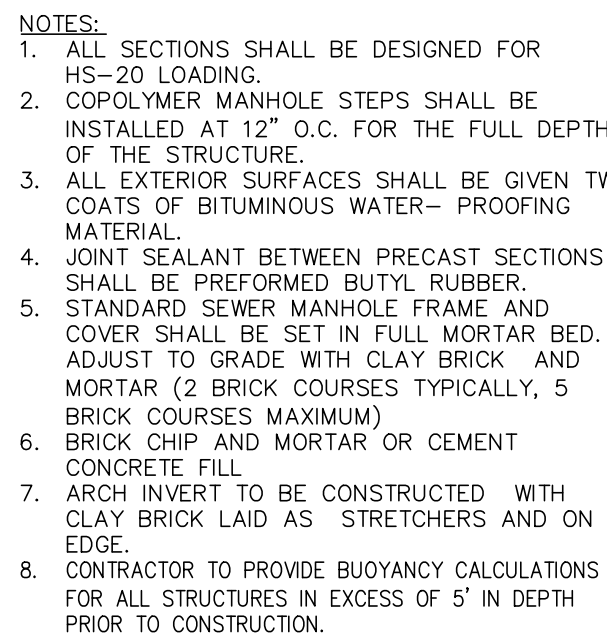 NOTES:
1. ALL SECTIONS SHALL BE DESIGNED FOR
HS-20 LOADING.
2. COPOLYMER MANHOLE STEPS SHALL BE
INSTALLED AT 12" O.C. FOR THE FULL DEPTH
OF THE STRUCTURE.
3. ALL EXTERIOR SURFACES SHALL BE GIVEN
COATS OF BITUMINOUS WATER- PROOFING
MATERIAL.
4. JOINT SEALANT BETWEEN PRECAST SECTIONS
SHALL BE PREFORMED BUTYL RUBBER.
5. STANDARD SEWER MANHOLE FRAME AND
COVER SHALL BE SET IN FULL MORTAR BED.
ADJUST TO GRADE WITH CLAY BRICK AND
MORTAR (2 BRICK COURSES TYPICALLY, 5
BRICK COURSES MAXIMUM)
6. BRICK CHIP AND MORTAR OR CEMENT
CONCRETE FILL
7. ARCH INVERT TO BE CONSTRUCTED WITH
CLAY BRICK LAID AS STRETCHERS AND ON
EDGE.
8. CONTRACTOR TO PROVIDE BUOYANCY CALCULATIONS
FOR ALL STRUCTURES IN EXCESS OF 5' IN DEPTH
PRIOR TO CONSTRUCTION.